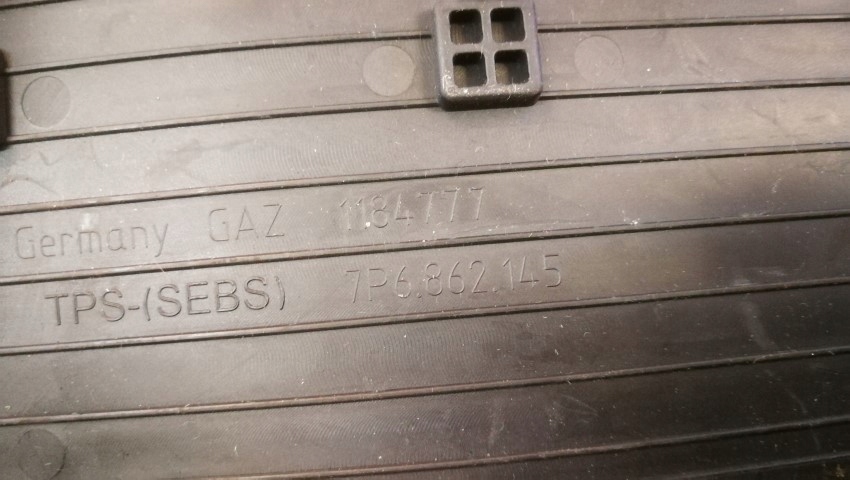 Germany GAZ 1184777
TPS-(SEBS) 7P6.862.145